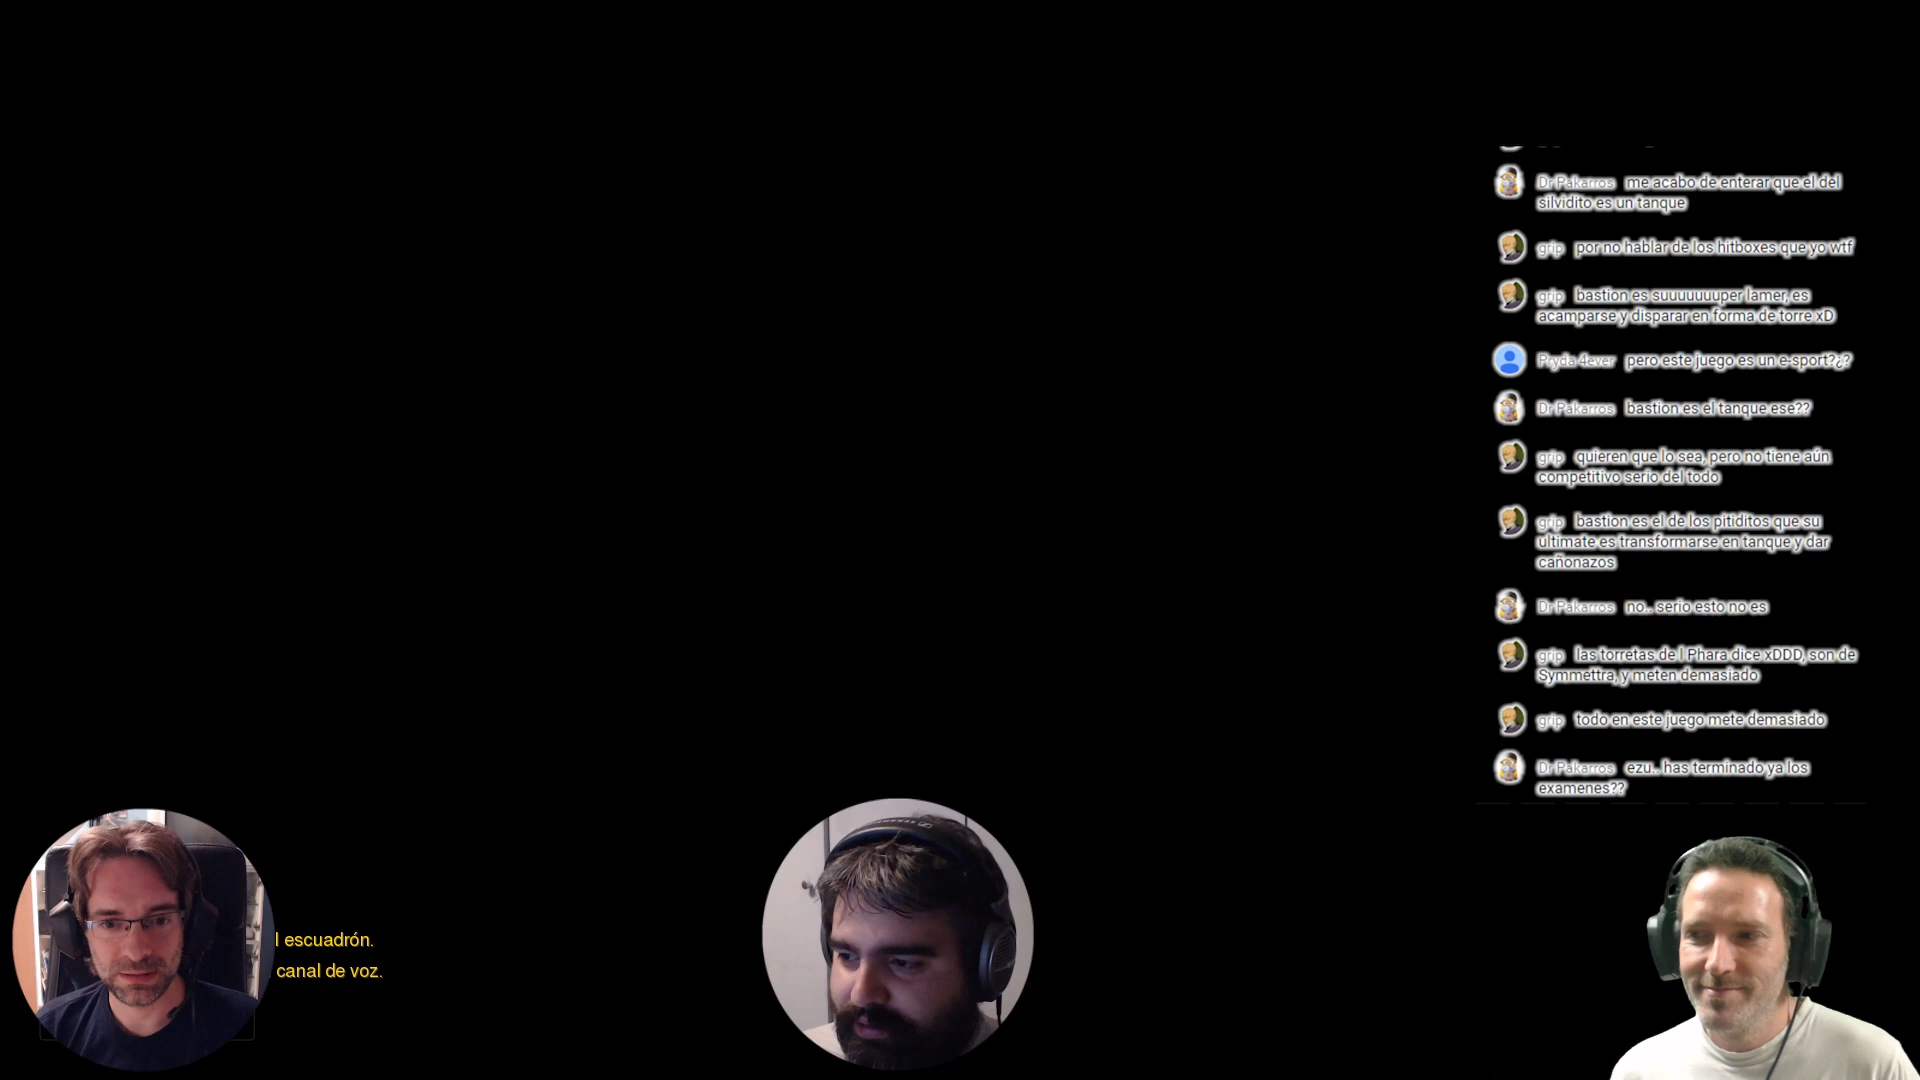 Dr Pakarros me acabo de enterar que el del
silvidito es un tanque
grip por no hablar de los hitboxes que yo wtf
grip bastion es suuuuuuuper lamer, es
acamparse y disparar en forma de torre xD
Pryda 4ever pero este juego es un e-sport?¿?
Dr Pakarros bastion es el tanque ese??
grip quieren que lo sea, pero no tiene aún
competitivo serio del todo
grip bastion es el de los pitiditos que su
ultimate es transformarse en tanque y dar
cañonazos
Dr Pakarros no.. serio esto no es
grip las torretas de l Phara dice xDDD, son de
Symmettra, y meten demasiado
grip todo en este juego mete demasiado
Dr Pakarros ezu.. has terminado ya los
examenes??
l escuadrón.
canal de voz.